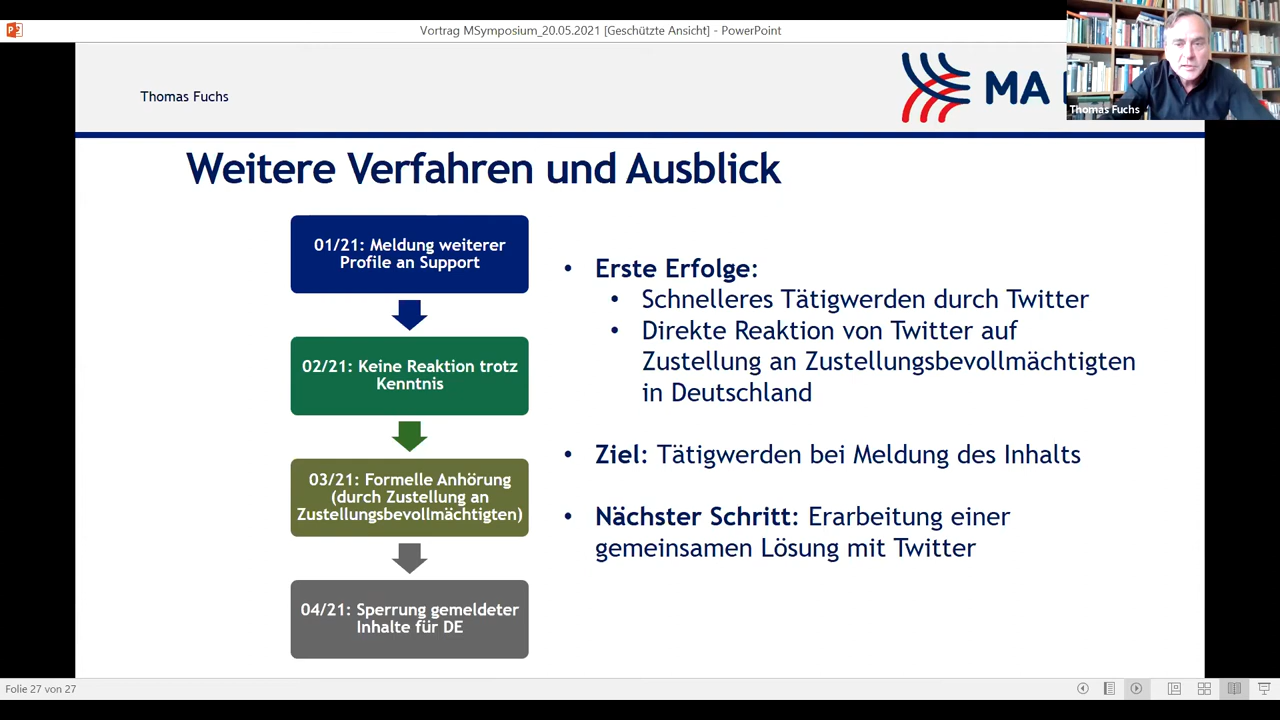 Vortrag MSymposium_20.05.2021 [Geschützte Ansicht] - PowerPoint
Thomas Fuchs
MA
Thomas Fuchs
Weitere Verfahren und Ausblick
01/21: Meldung weiterer
Profile an Support
02/21: Keine Reaktion trotz
Kenntnis
03/21: Formelle Anhörung
(durch Zustellung an
Zustellungsbevollmächtigten)
04/21: Sperrung gemeldeter
Inhalte für DE
• Erste Erfolge:
• Schnelleres Tätigwerden durch Twitter
• Direkte Reaktion von Twitter auf
Zustellung an Zustellungsbevollmächtigten
in Deutschland
• Ziel: Tätigwerden bei Meldung des Inhalts
• Nächster Schritt: Erarbeitung einer
gemeinsamen Lösung mit Twitter
Folie 27 von 27